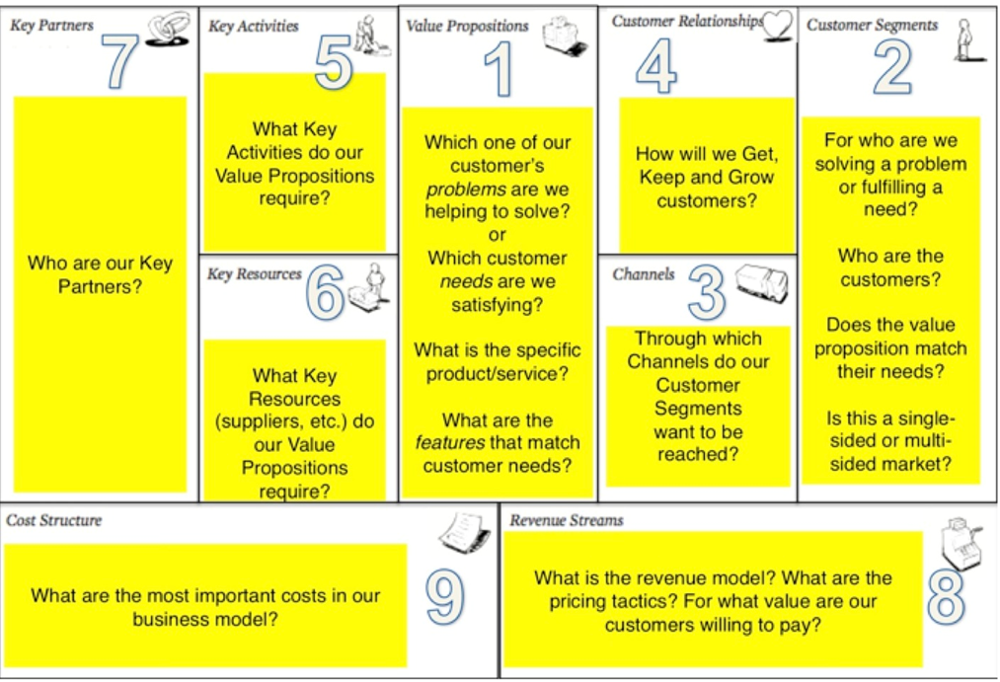 Key Partners
7
Who are our Key
Partners?
Key Activities
5
What Key
Activities do our
Value Propositions
require?
Key Resources
6
What Key
Resources
(suppliers, etc.) do
our Value
Propositions
require?
Value Propositions
1
Which one of our
customer's
problems are we
helping to solve?
or
Which customer
needs are we
satisfying?
What is the specific
product/service?
What are the
features that match
customer needs?
Customer Relationships
4
How will we Get,
Keep and Grow
customers?
Channels
3
Through which
Channels do our
Customer
Segments
want to be
reached?
Customer Segments
2
For who are we
solving a problem
or fulfilling a
need?
Who are the
customers?
Does the value
proposition match
their needs?
Is this a single-
sided or multi-
sided market?
Cost Structure
9
What are the most important costs in our
business model?
Revenue Streams
8
What is the revenue model? What are the
pricing tactics? For what value are our
customers willing to pay?